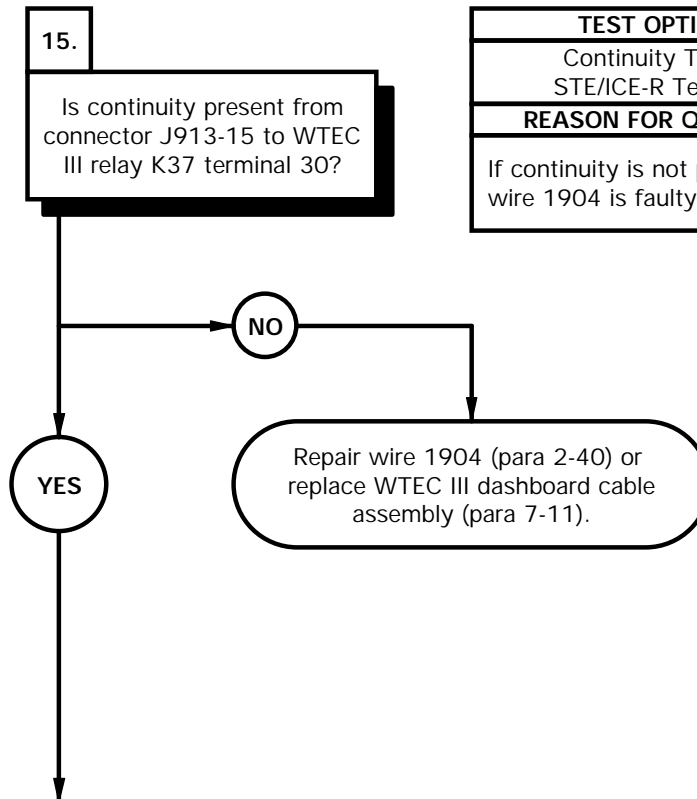 15.
Is continuity present from
connector J913-15 to WTEC
III relay K37 terminal 30?
TEST
Continuity
STE/ICE-R
REASON FOR
If continuity is not
wire 1904 is faulty
NO
YES
Repair wire 1904 (para 2-40) or
replace WTEC III dashboard cable
assembly (para 7-11).